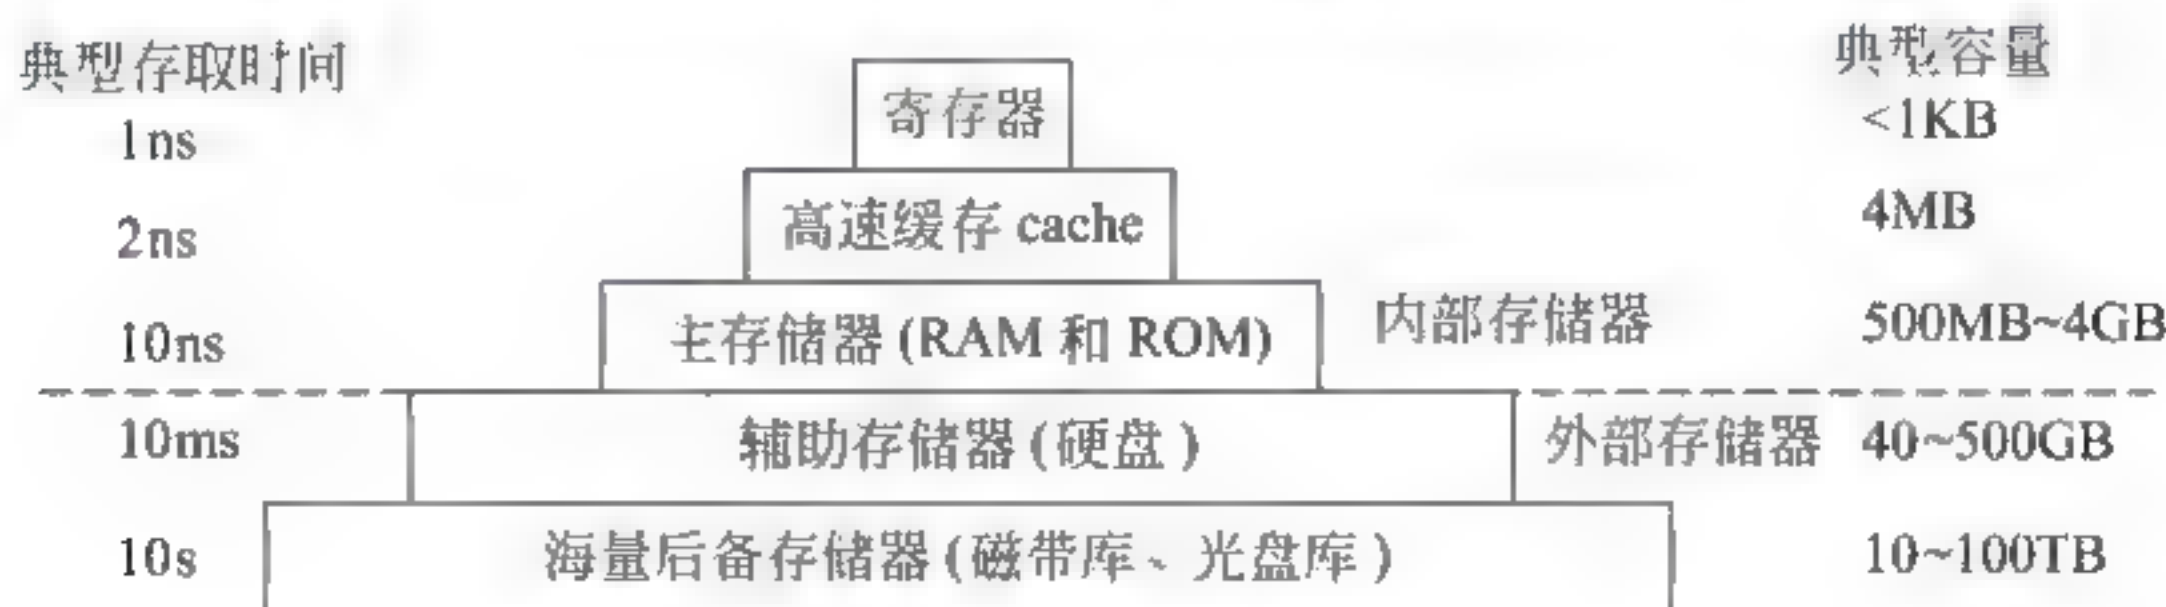 典型存取时间
典型容量
寄存器
1ns
<1KB
高速缓存 cache
2ns
4MB
主存储器 (RAM 和 ROM)
内部存储器
10ns
500MB~4GB
10ms
辅助存储器 (硬盘)
外部存储器
40~500GB
10s
海量后备存储器 (磁带库、光盘库)
10~100TB